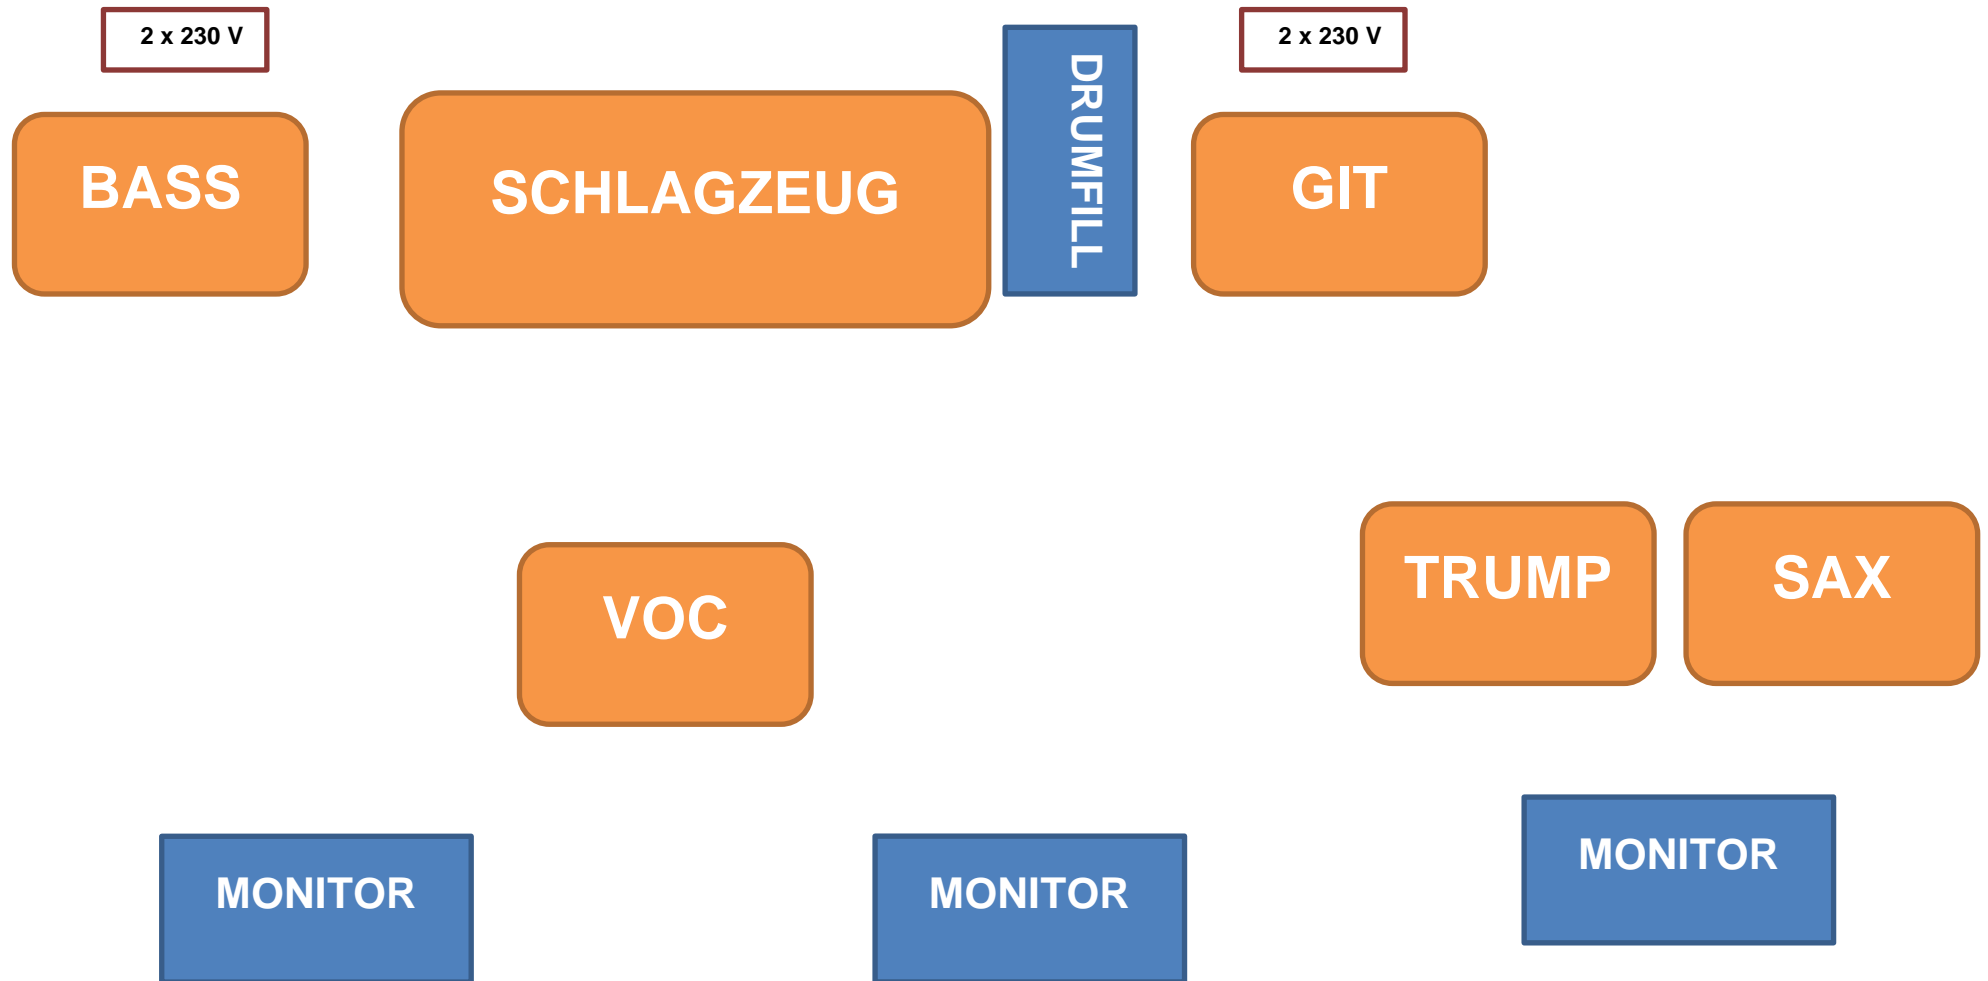 2 x 230 V
2 x 230 V
BASS
SCHLAGZEUG
DRUMFILL
GIT
VOC
TRUMP
SAX
MONITOR
MONITOR
MONITOR